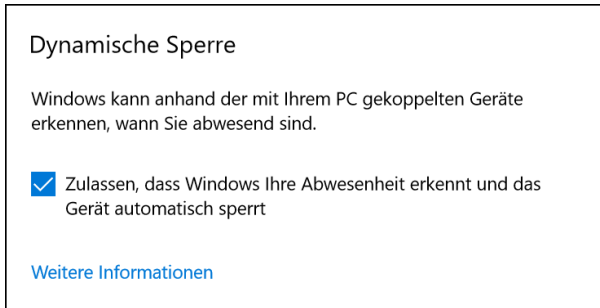 Dynamische Sperre
Windows kann anhand der mit Ihrem PC gekoppelten Geräte
erkennen, wann Sie abwesend sind.
Zulassen, dass Windows Ihre Abwesenheit erkennt und das
Gerät automatisch sperrt
Weitere Informationen